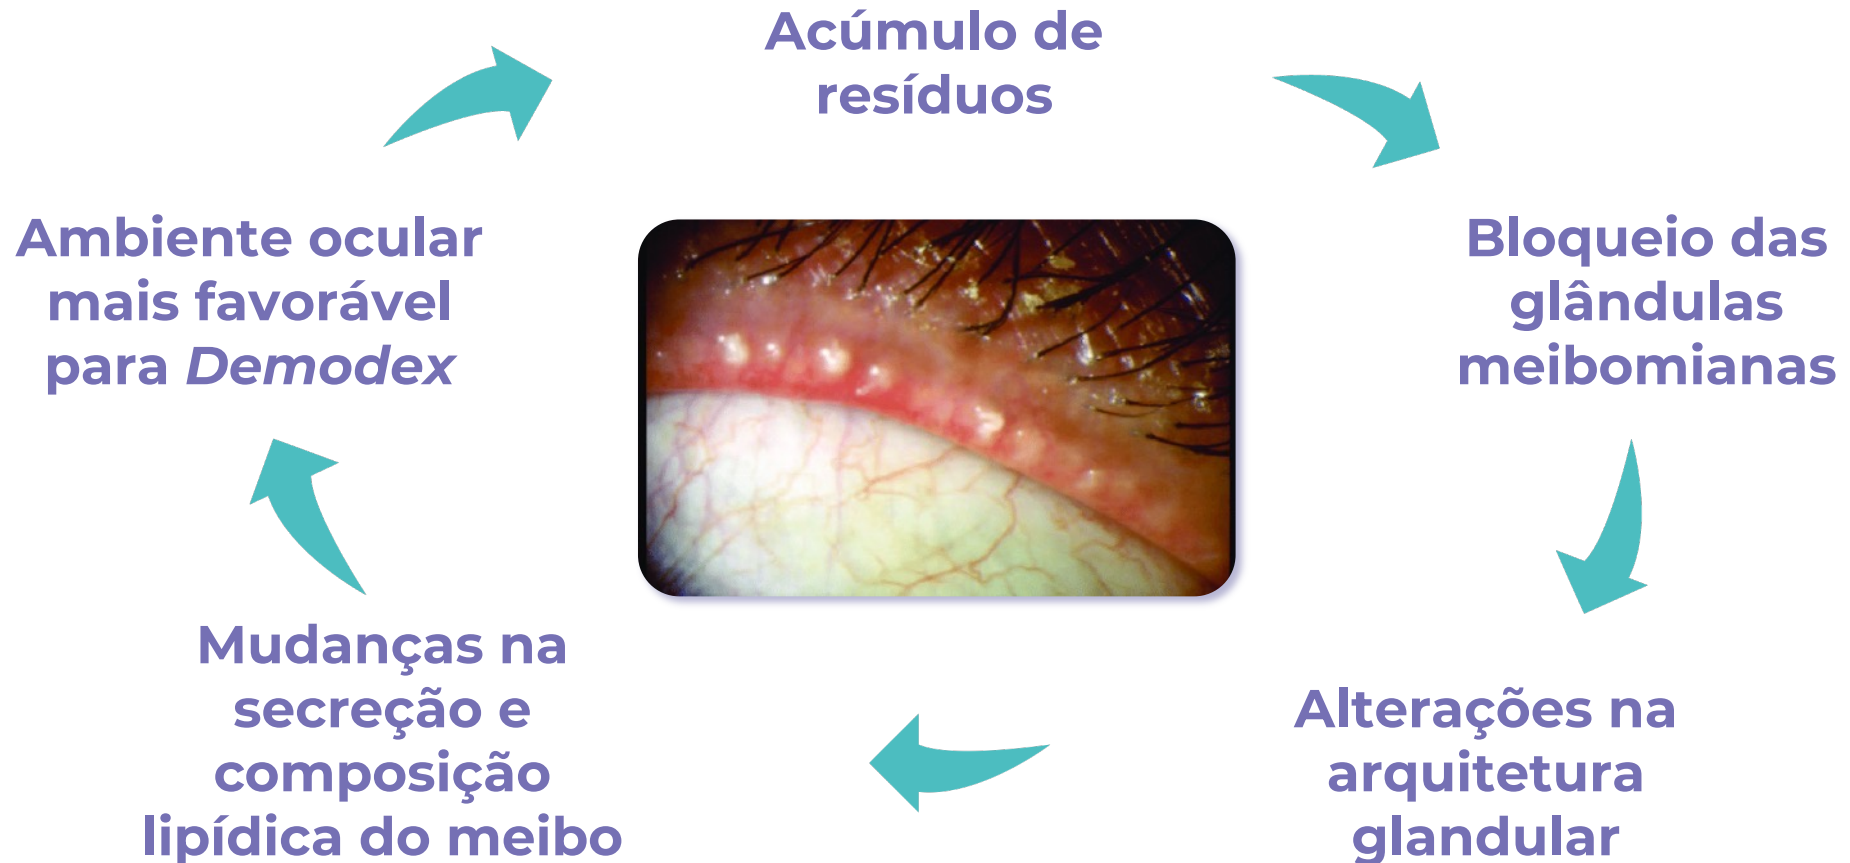 Acúmulo de
resíduos
Bloqueio das
glândulas
meibomianas
Alterações na
arquitetura
glandular
Mudanças na
secreção e
composição
lipídica do meibo
Ambiente ocular
mais favorável
para Demodex